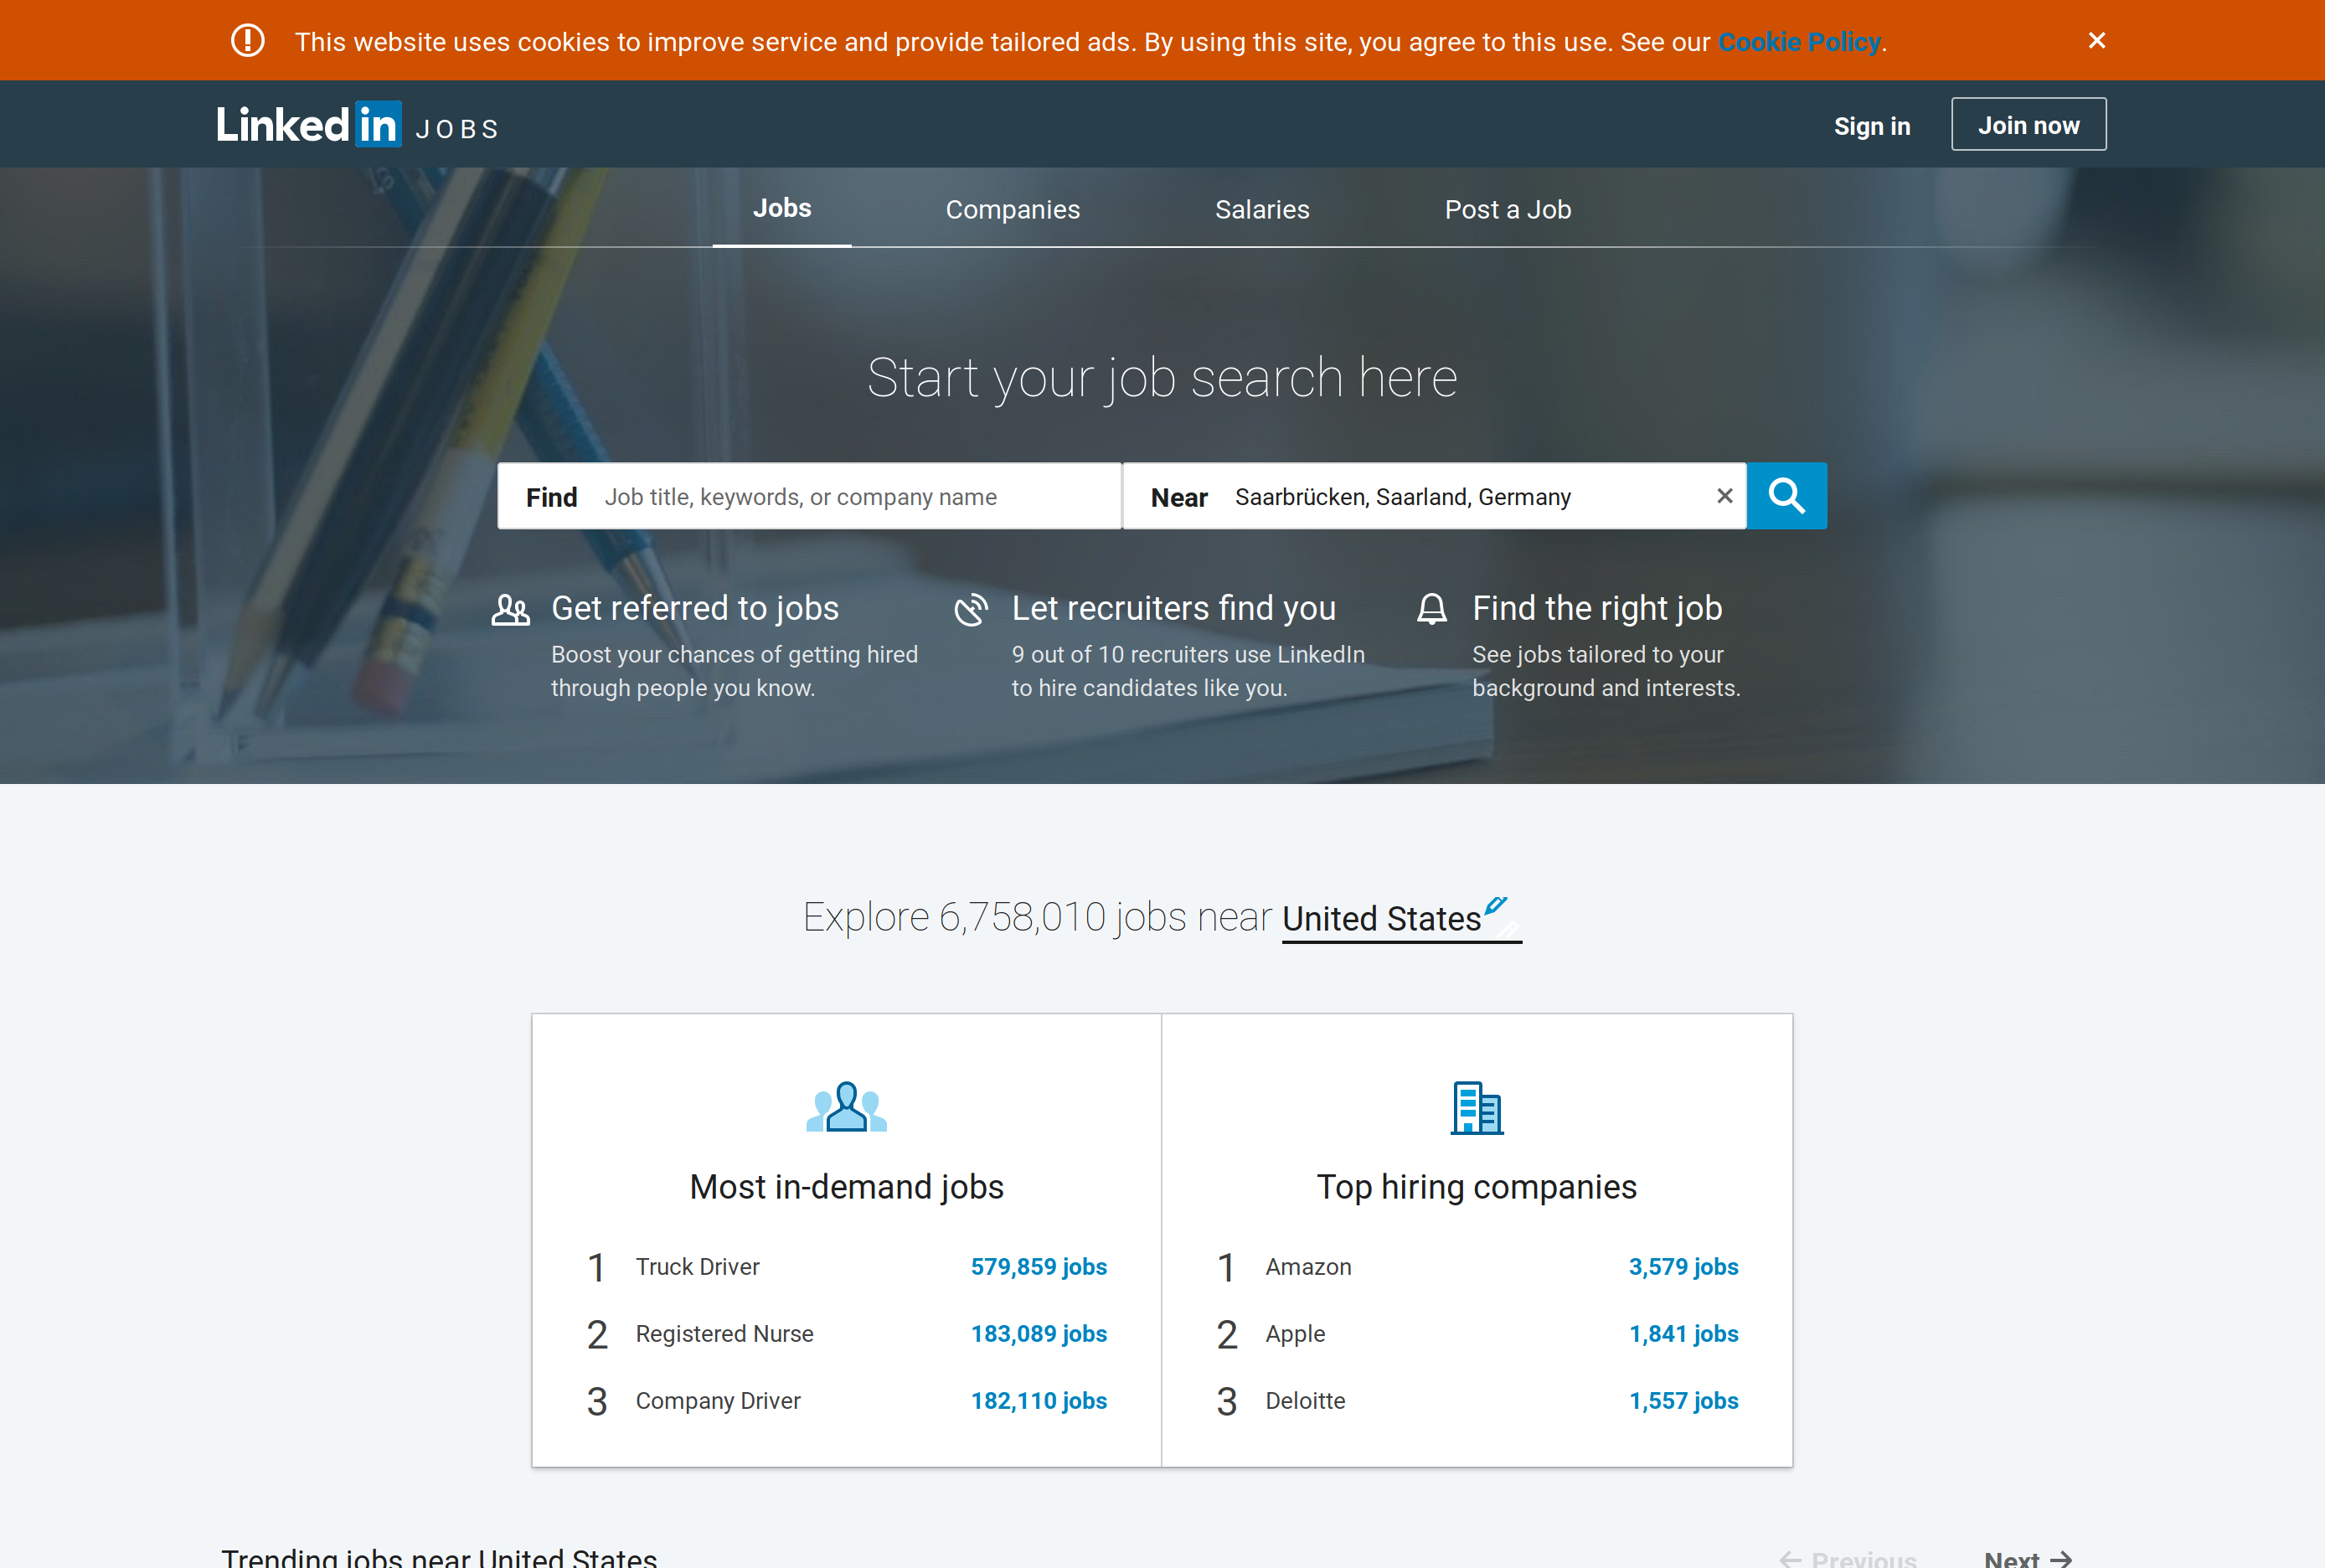 This website uses cookies to improve service and provide tailored ads. By using this site, you agree to this use. See our Cookie Policy.
Linked in JOBS
Sign in
Join now
Jobs
Companies
Salaries
Post a Job
Start your job search here
Find Job title, keywords, or company name
Near Saarbrücken, Saarland, Germany
Get referred to jobs
Boost your chances of getting hired
through people you know.
Let recruiters find you
9 out of 10 recruiters use LinkedIn
to hire candidates like you.
Find the right job
See jobs tailored to your
background and interests.
Explore 6,758,010 jobs near United States
Most in-demand jobs
1 Truck Driver 579,859 jobs
2 Registered Nurse 183,089 jobs
3 Company Driver 182,110 jobs
Top hiring companies
1 Amazon 3,579 jobs
2 Apple 1,841 jobs
3 Deloitte 1,557 jobs
Trending jobs near United States
Previous
Next